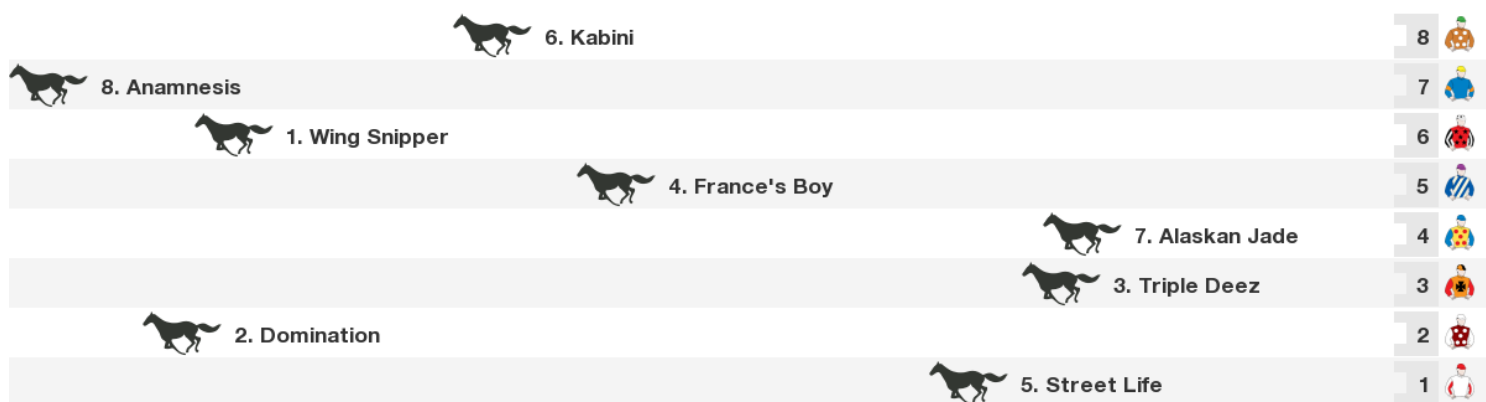 6. Kabini 8
8. Anamnesis 7
1. Wing Snipper 6
4. France's Boy 5
7. Alaskan Jade 4
3. Triple Deez 3
2. Domination 2
5. Street Life 1